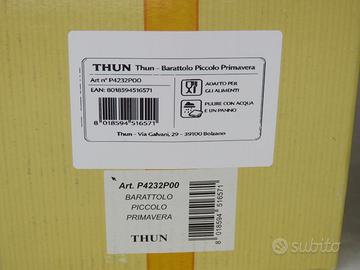 THUN Thun - Barattolo Piccolo Primavera
Art n° P4232P00
EAN: 8018594516571
ADATTO PER
GLI ALIMENTI
PULIRE CON ACQUA
E UN PANNO
8 018594 516571
Thun - Via Galvani, 29 - 39100 Bolzano
Art. P4232P00
BARATTOLO
PICCOLO
PRIMAVERA
THUN
8 018594 516571
subito